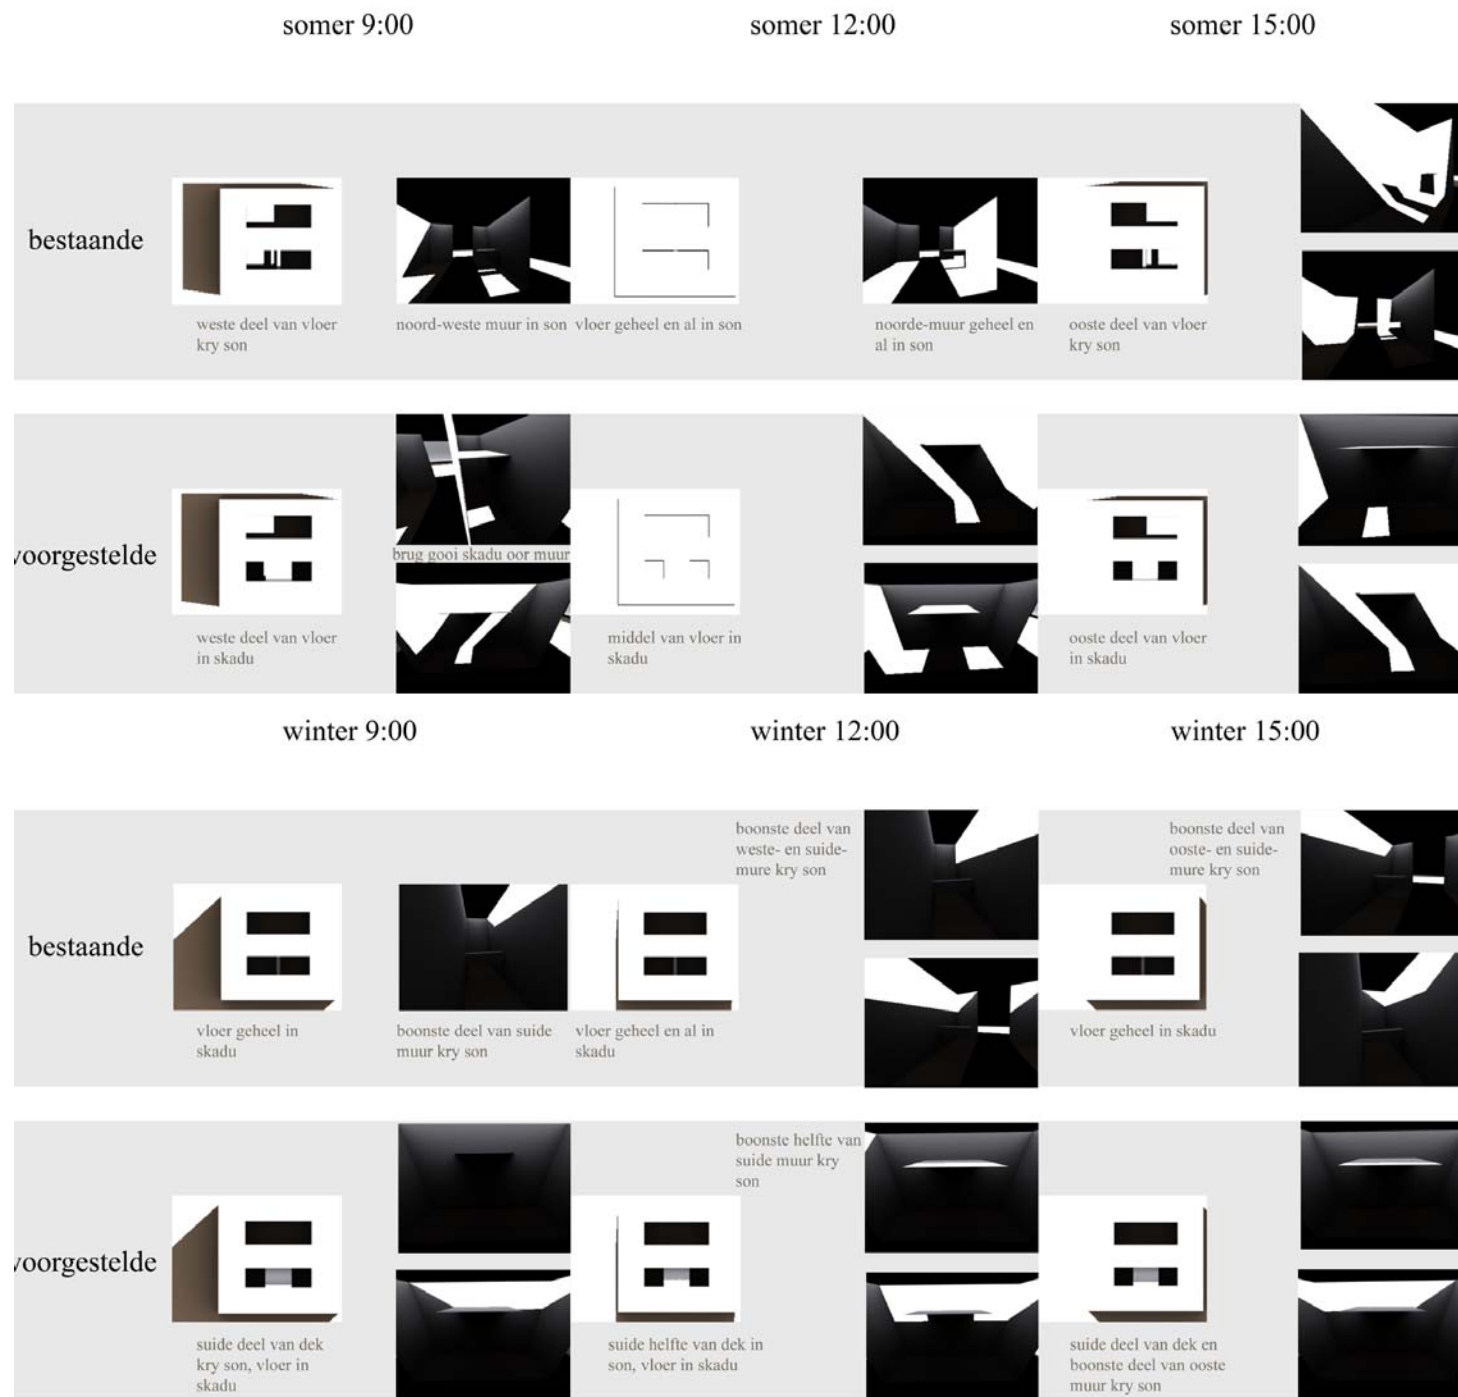 somer 9:00
somer 12:00
somer 15:00
bestaande
weste deel van vloer
kry son
noord-weste muur in son
vloer geheel en al in son
noorde-muur geheel en
al in son
ooste deel van vloer
kry son
voorgestelde
brug gooi skadu oor muur
weste deel van vloer
in skadu
middel van vloer in
skadu
ooste deel van vloer
in skadu
winter 9:00
winter 12:00
winter 15:00
bestaande
boonste deel van
weste- en suide-
mure kry son
boonste deel van
ooste- en suide-
mure kry son
vloer geheel in
skadu
boonste deel van suide
muur kry son
vloer geheel en al in
skadu
vloer geheel in skadu
voorgestelde
boonste helfte van
suide muur kry
son
suide deel van dek
kry son, vloer in
skadu
suide helfte van dek in
son, vloer in skadu
suide deel van dek en
boonste deel van ooste
muur kry son